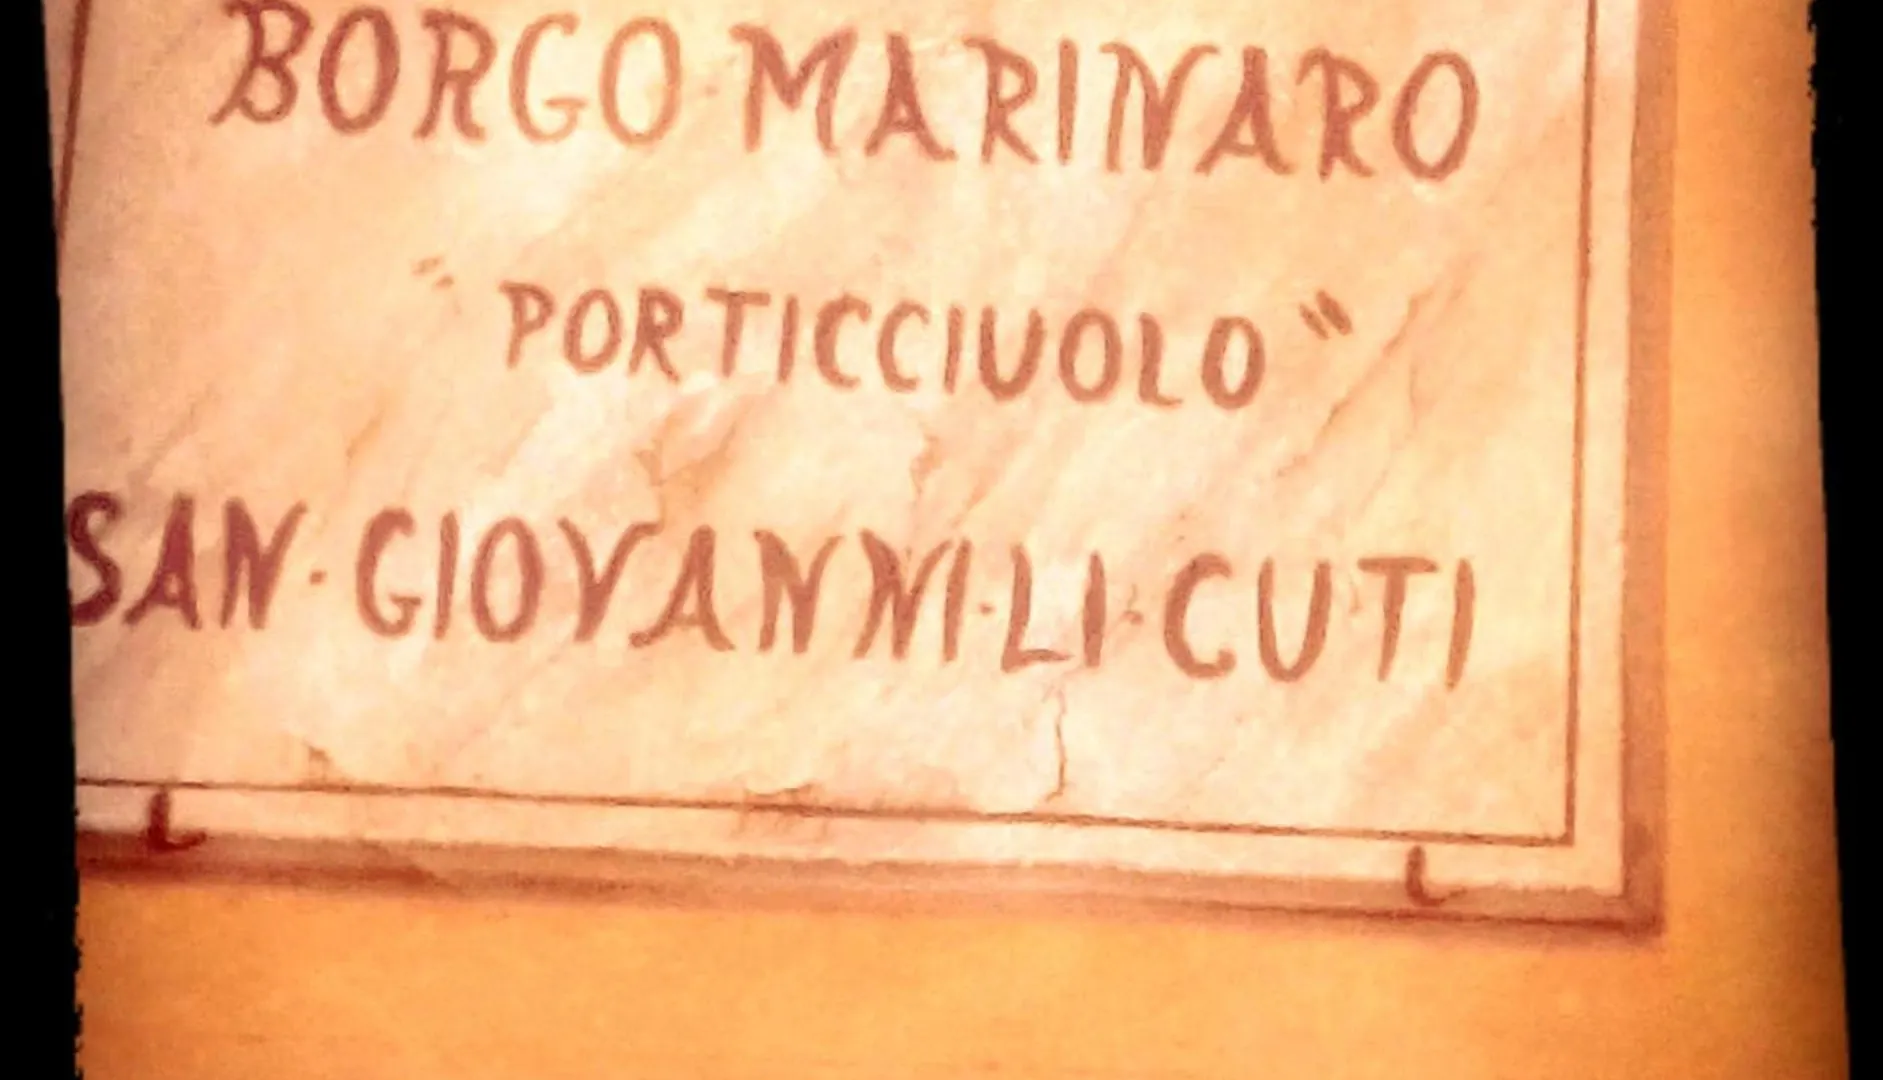 BORGO MARINARO
"PORTICCIUOLO"
SAN·GIOVANNI·LI·CUTI